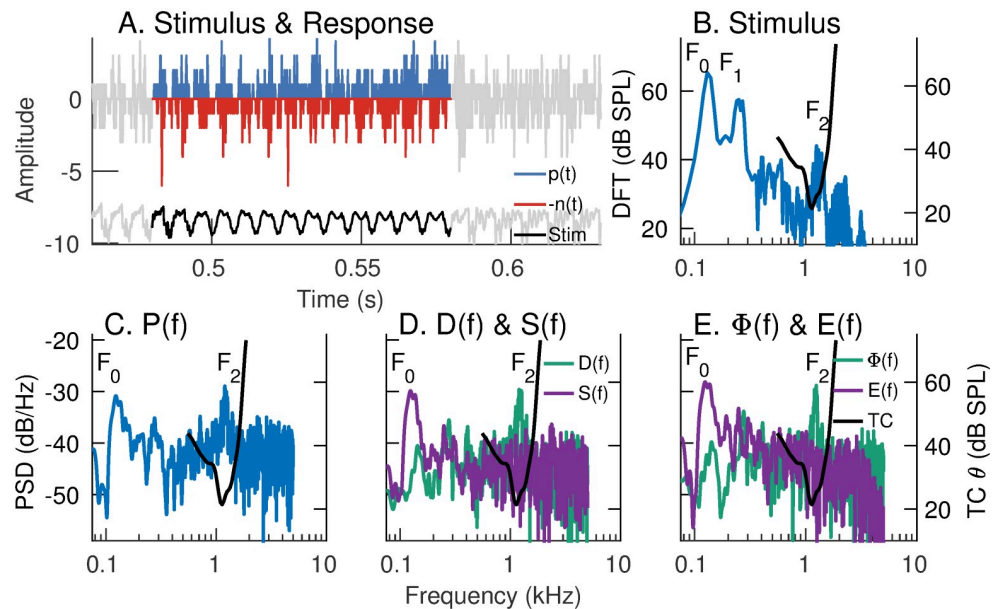 A. Stimulus & Response
Amplitude
0
-5
-10
p(t)
-n(t)
Stim
0.5
0.55
0.6
Time (s)
B. Stimulus
F0
F1
F2
DFT (dB SPL)
60
40
20
60
40
20
0.1
1
10
C. P(f)
F0
F2
PSD (dB/Hz)
-20
-30
-40
-50
0.1
1
10
D. D(f) & S(f)
F0
F2
D(f)
S(f)
0.1
1
10
Frequency (kHz)
E. Φ(f) & E(f)
F0
F2
Φ(f)
E(f)
TC
60
40
20
TC θ (dB SPL)
0.1
1
10